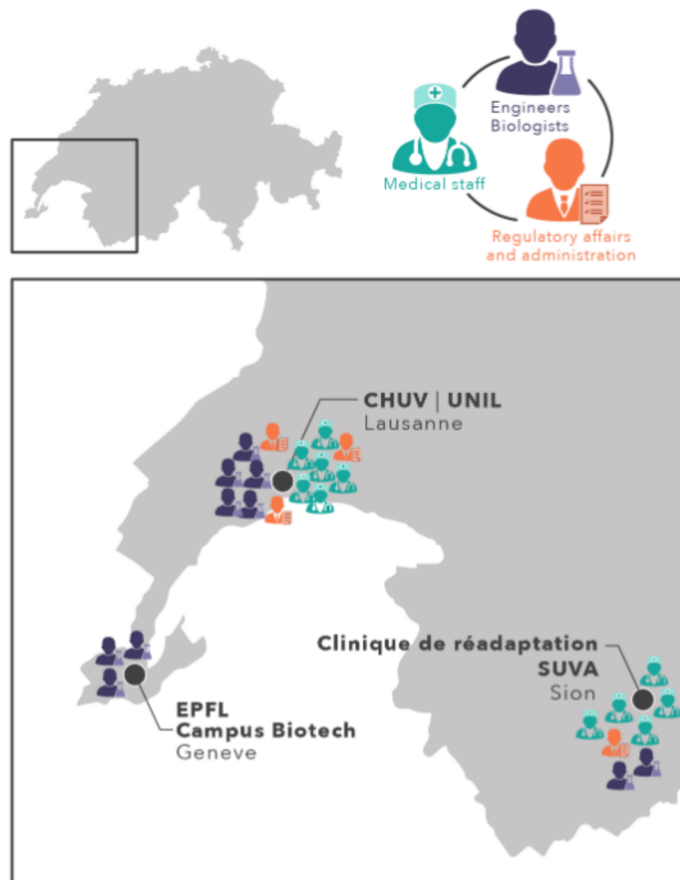 Engineers
Biologists
Medical staff
Regulatory affairs
and administration
CHUV | UNIL
Lausanne
Clinique de réadaptation
SUVA
Sion
EPFL
Campus Biotech
Geneve